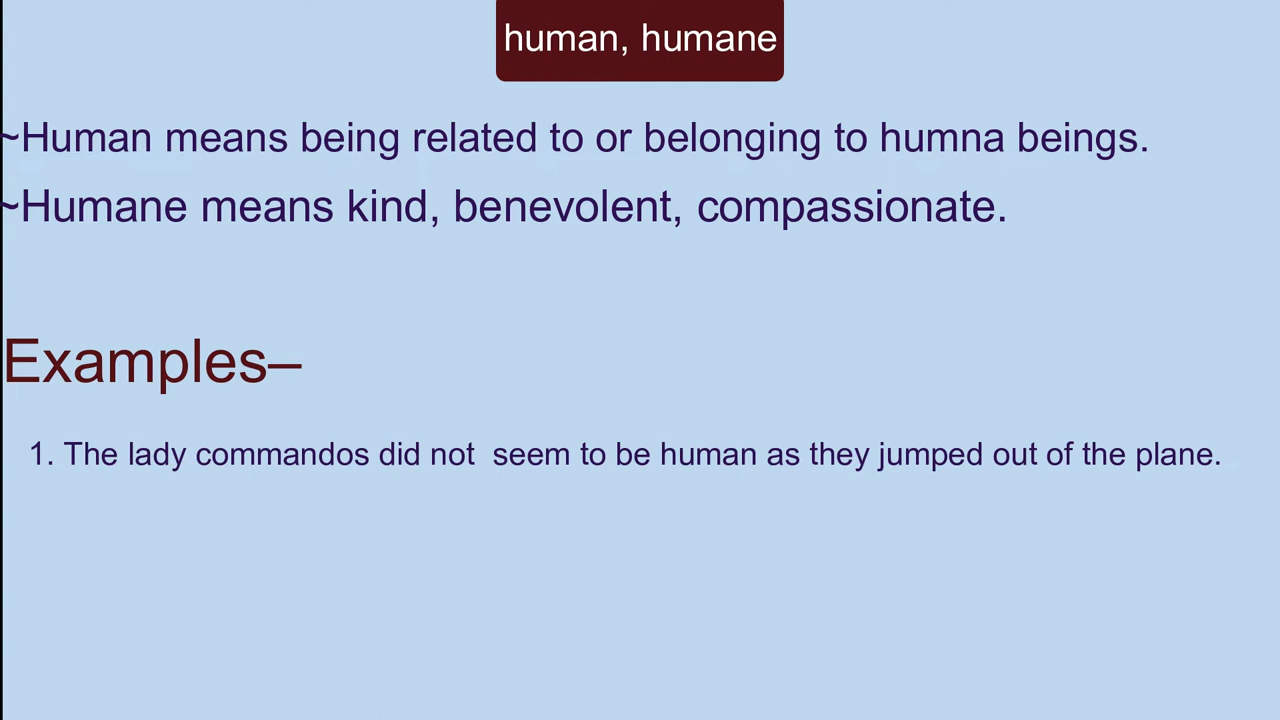 human, humane
~Human means being related to or belonging to humna beings.
~Humane means kind, benevolent, compassionate.
Examples–
1. The lady commandos did not  seem to be human as they jumped out of the plane.